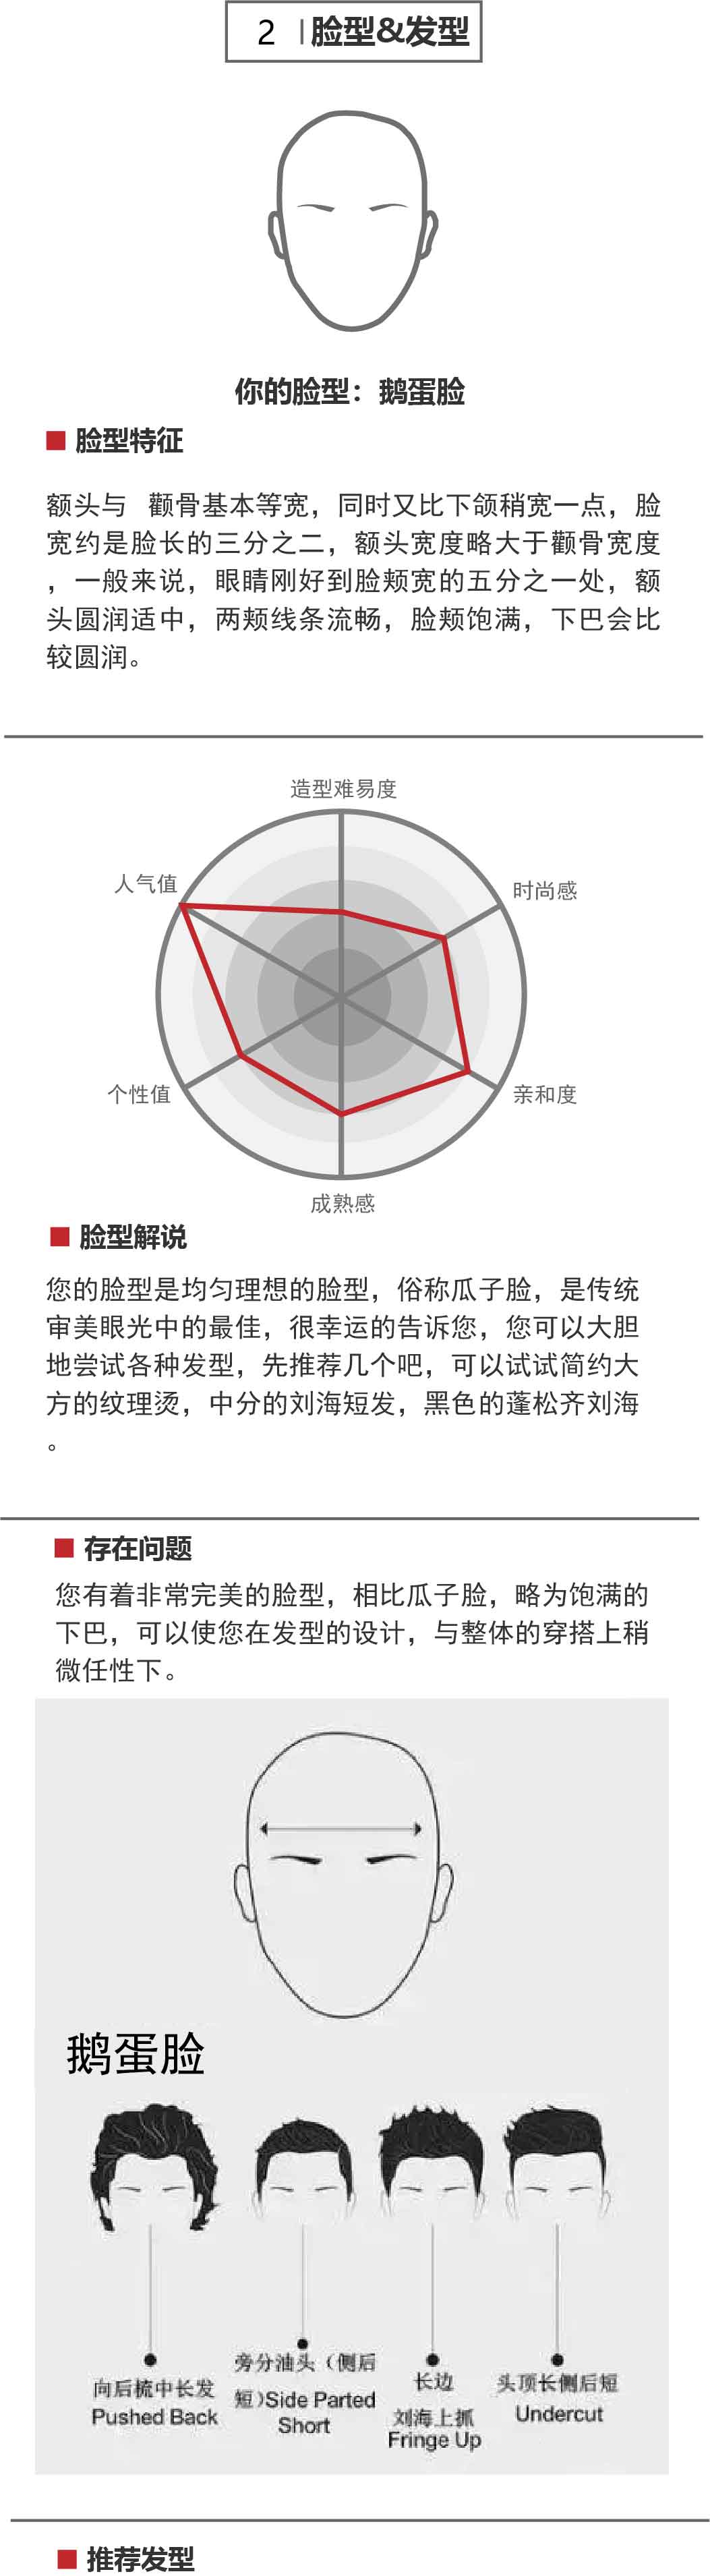 2 |脸型&发型
你的脸型：鹅蛋脸
脸型特征
额头与 颧骨基本等宽，同时又比下颌稍宽一点，脸
宽约是脸长的三分之二，额头宽度略大于颧骨宽度
，一般来说，眼睛刚好到脸颊宽的五分之一处，额
头圆润适中，两颊线条流畅，脸颊饱满，下巴会比
较圆润。
造型难易度
人气值
时尚感
个性值
亲和度
成熟感
脸型解说
您的脸型是均匀理想的脸型，俗称瓜子脸，是传统
审美眼光中的最佳，很幸运的告诉您，您可以大胆
地尝试各种发型，先推荐几个吧，可以试试简约大
方的纹理烫，中分的刘海短发，黑色的蓬松齐刘海
。
存在问题
您有着非常完美的脸型，相比瓜子脸，略为饱满的
下巴，可以使您在发型的设计，与整体的穿搭上稍
微任性下。
鹅蛋脸
向后梳中长发
Pushed Back
旁分油头（侧后
短）Side Parted
Short
长边
刘海上抓
Fringe Up
头顶长侧后短
Undercut
推荐发型